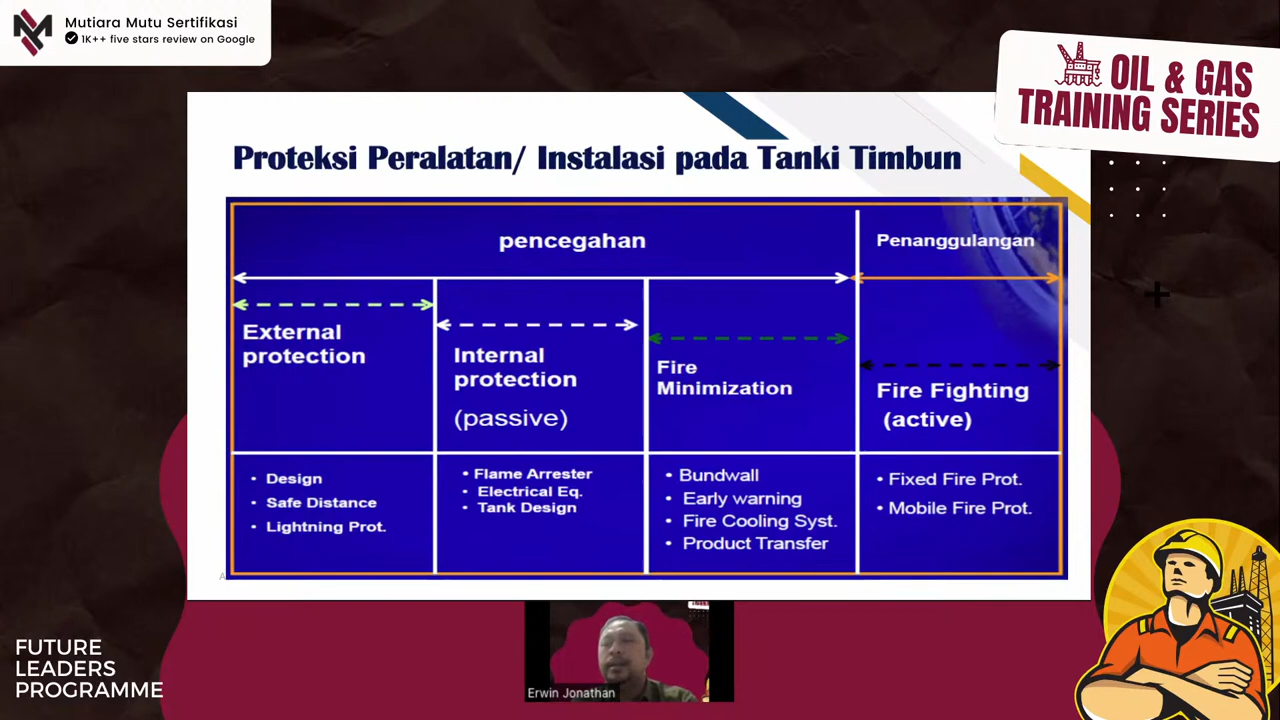 Mutiara Mutu Sertifikasi
1K++ five stars review on Google
OIL & GAS
TRAINING SERIES
Proteksi Peralatan/ Instalasi pada Tanki Timbun
pencegahan
Penanggulangan
External
protection
Internal
protection
(passive)
Fire
Minimization
Fire Fighting
(active)
• Design
• Safe Distance
• Lightning Prot.
• Flame Arrester
• Electrical Eq.
• Tank Design
• Bundwall
• Early warning
• Fire Cooling Syst.
• Product Transfer
• Fixed Fire Prot.
• Mobile Fire Prot.
A
FUTURE
LEADERS
PROGRAMME
Erwin Jonathan